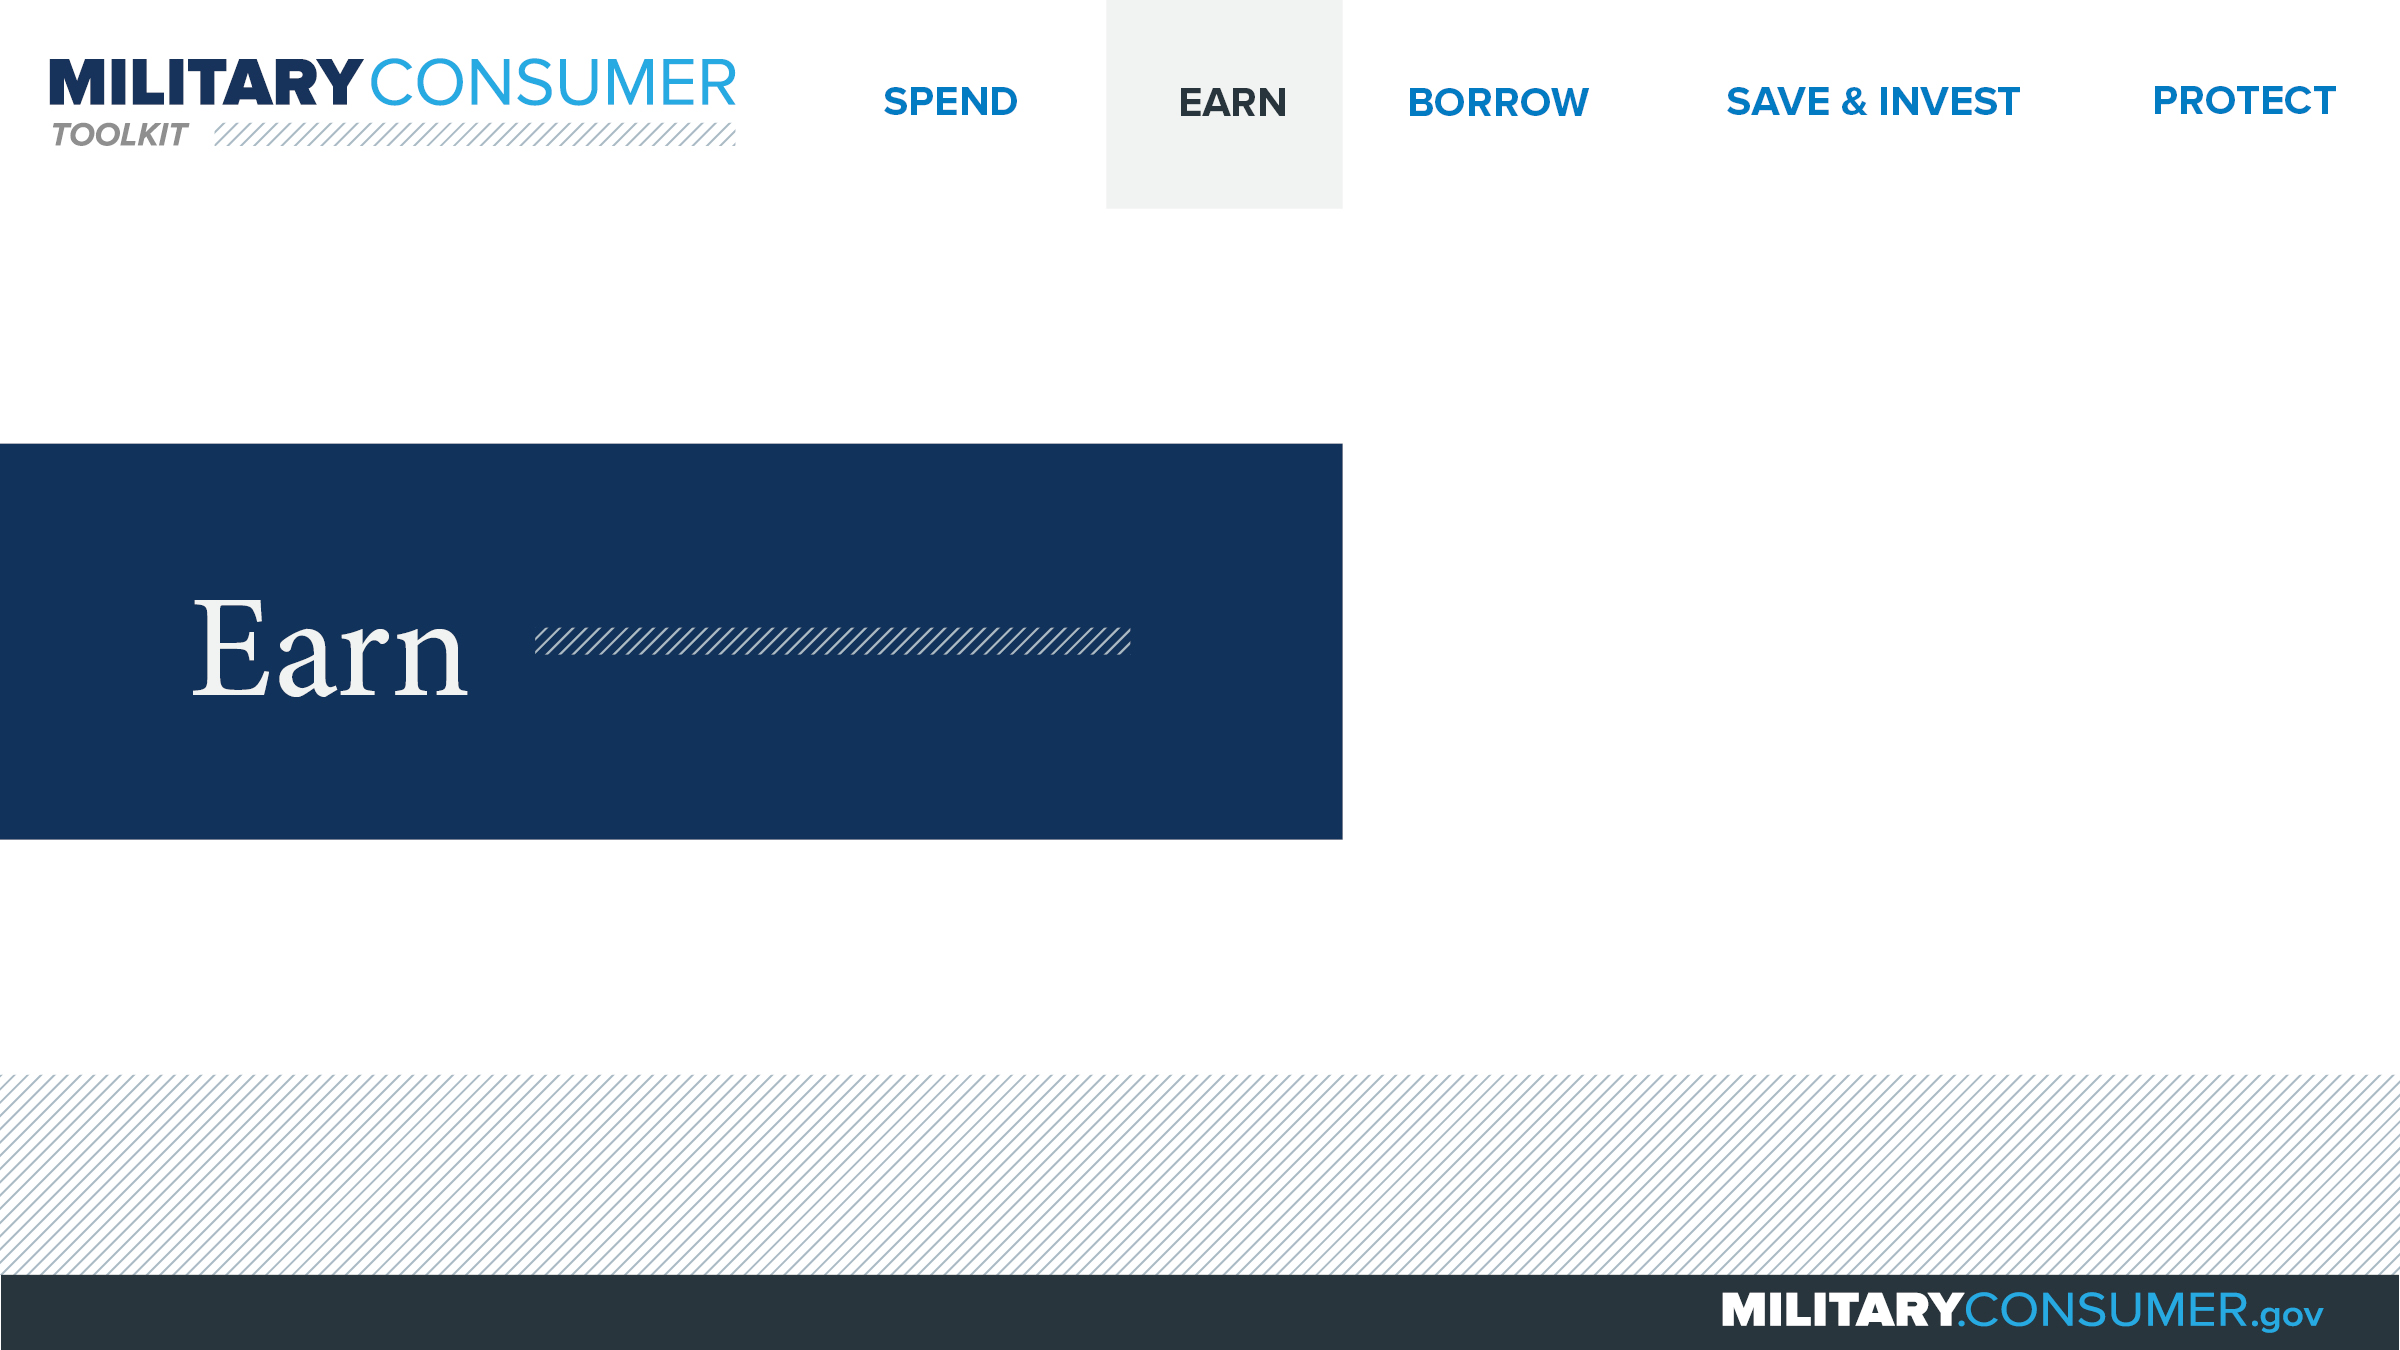 MILITARYCONSUMER
TOOLKIT
SPEND
EARN
BORROW
SAVE & INVEST
PROTECT
Earn
MILITARY.CONSUMER.gov